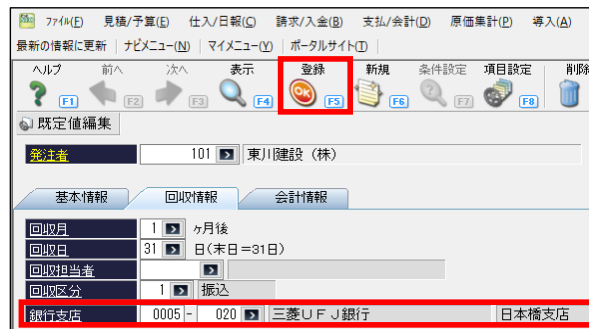 ファイル(F) 見積/予算(E) 仕入/日報(C) 請求/入金(B) 支払/会計(D) 原価集計(P) 導入(A)
最新の情報に更新 ナビメニュー(N) マイメニュー(Y) ポータルサイト(T)
ヘルプ 前へ 次へ 表示 登録 新規 条件設定 項目設定 削除
F1 F2 F3 F4 OK F5 F6 F7 F8
既定値編集
発注者 101 東川建設（株）
基本情報 回収情報 会計情報
回収月 1 ヶ月後
回収日 31 日(末日＝31日)
回収担当者
回収区分 1 振込
銀行支店 0005 - 020 三菱ＵＦＪ銀行 日本橋支店